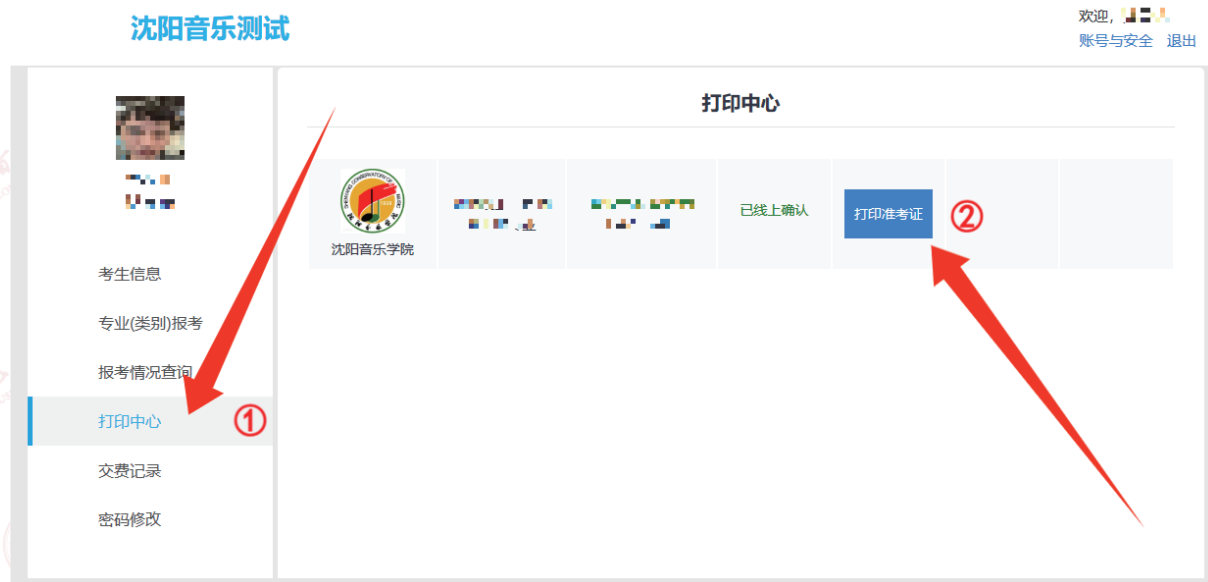 沈阳音乐测试
欢迎,
账号与安全 退出
考生信息
专业(类别)报考
报考情况查询
打印中心
①
交费记录
密码修改
打印中心
沈阳音乐学院
已线上确认
打印准考证
②